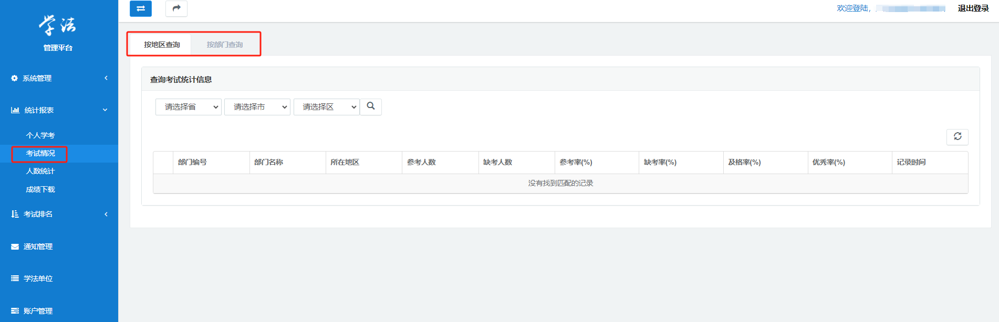 学法
管理平台
系统管理
统计报表
个人学考
考试情况
人数统计
成绩下载
考试排名
通知管理
学法单位
账户管理
欢迎登陆,
退出登录
按地区查询 按部门查询
查询考试统计信息
请选择省 请选择市 请选择区
部门编号 部门名称 所在地区 参考人数 缺考人数 参考率(%) 缺考率(%) 及格率(%) 优秀率(%) 记录时间
没有找到匹配的记录